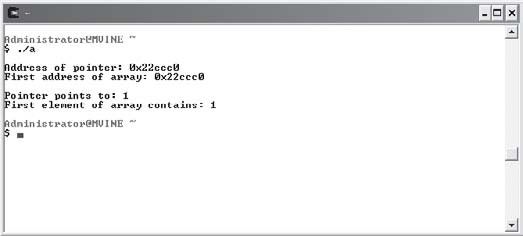 ~
Administrator@MVINE ~
$ ./a
Address of pointer: 0x22ccc0
First address of array: 0x22ccc0
Pointer points to: 1
First element of array contains: 1
Administrator@MVINE ~
$